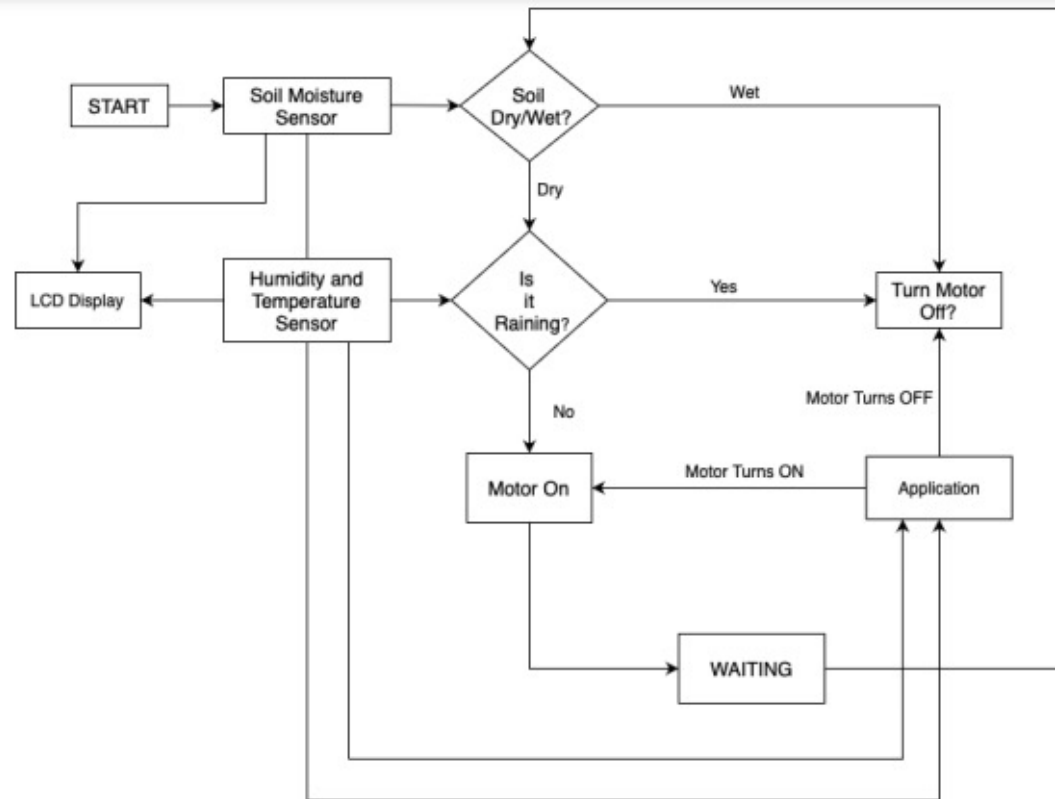 START
Soil Moisture
Sensor
Soil
Dry/Wet?
Wet
Dry
LCD Display
Humidity and
Temperature
Sensor
Is
it
Raining?
Yes
Turn Motor
Off?
No
Motor Turns OFF
Motor On
Motor Turns ON
Application
WAITING